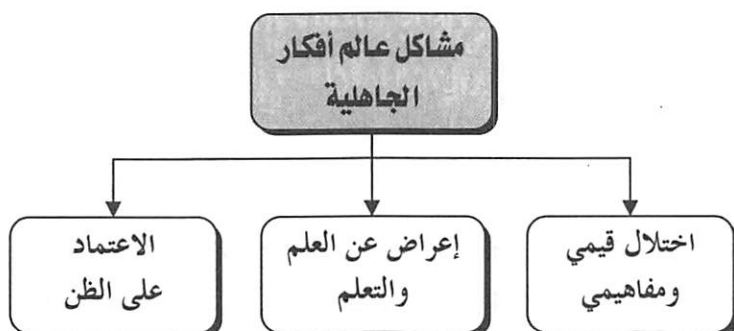 مشاكل عالم أفكار
الجاهلية
اختلال قيمي
ومفاهيمي
إعراض عن العلم
والتعلم
الاعتماد
على الظن